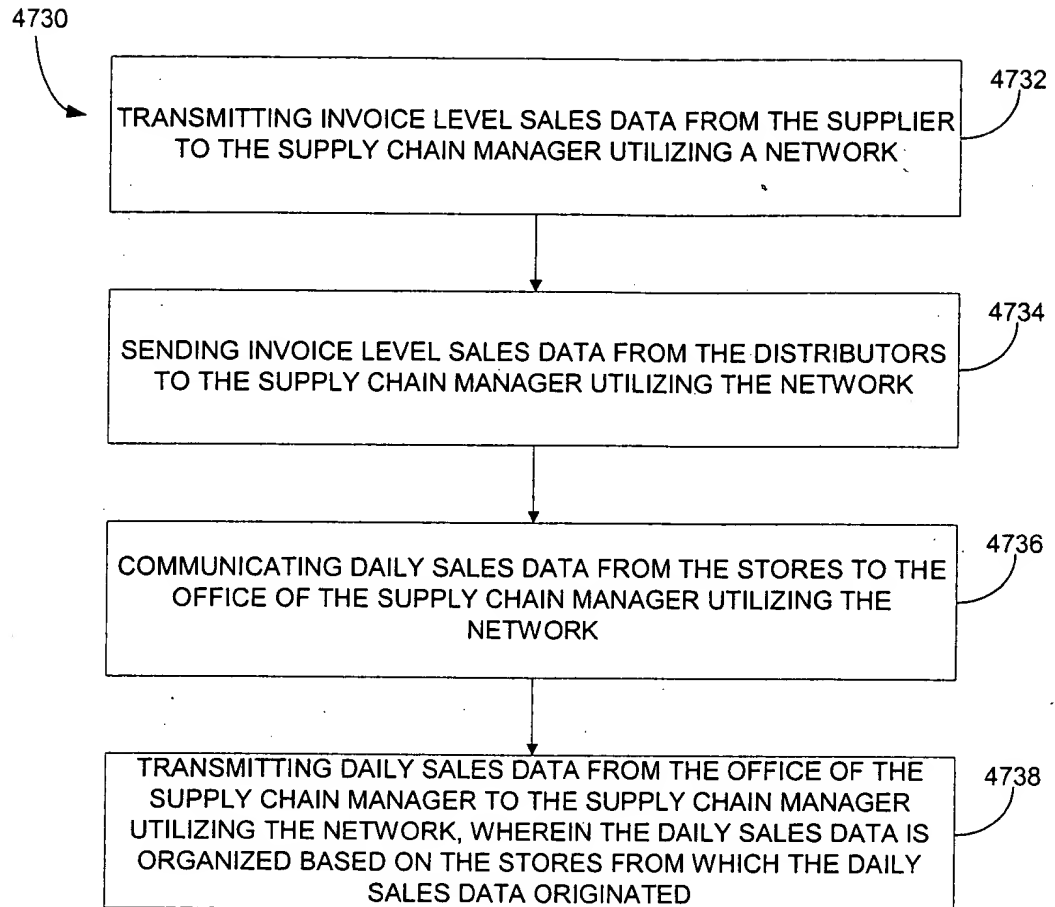 4730
4732
TRANSMITTING INVOICE LEVEL SALES DATA FROM THE SUPPLIER
TO THE SUPPLY CHAIN MANAGER UTILIZING A NETWORK
4734
SENDING INVOICE LEVEL SALES DATA FROM THE DISTRIBUTORS
TO THE SUPPLY CHAIN MANAGER UTILIZING THE NETWORK
4736
COMMUNICATING DAILY SALES DATA FROM THE STORES TO THE
OFFICE OF THE SUPPLY CHAIN MANAGER UTILIZING THE
NETWORK
4738
TRANSMITTING DAILY SALES DATA FROM THE OFFICE OF THE
SUPPLY CHAIN MANAGER TO THE SUPPLY CHAIN MANAGER
UTILIZING THE NETWORK, WHEREIN THE DAILY SALES DATA IS
ORGANIZED BASED ON THE STORES FROM WHICH THE DAILY
SALES DATA ORIGINATED